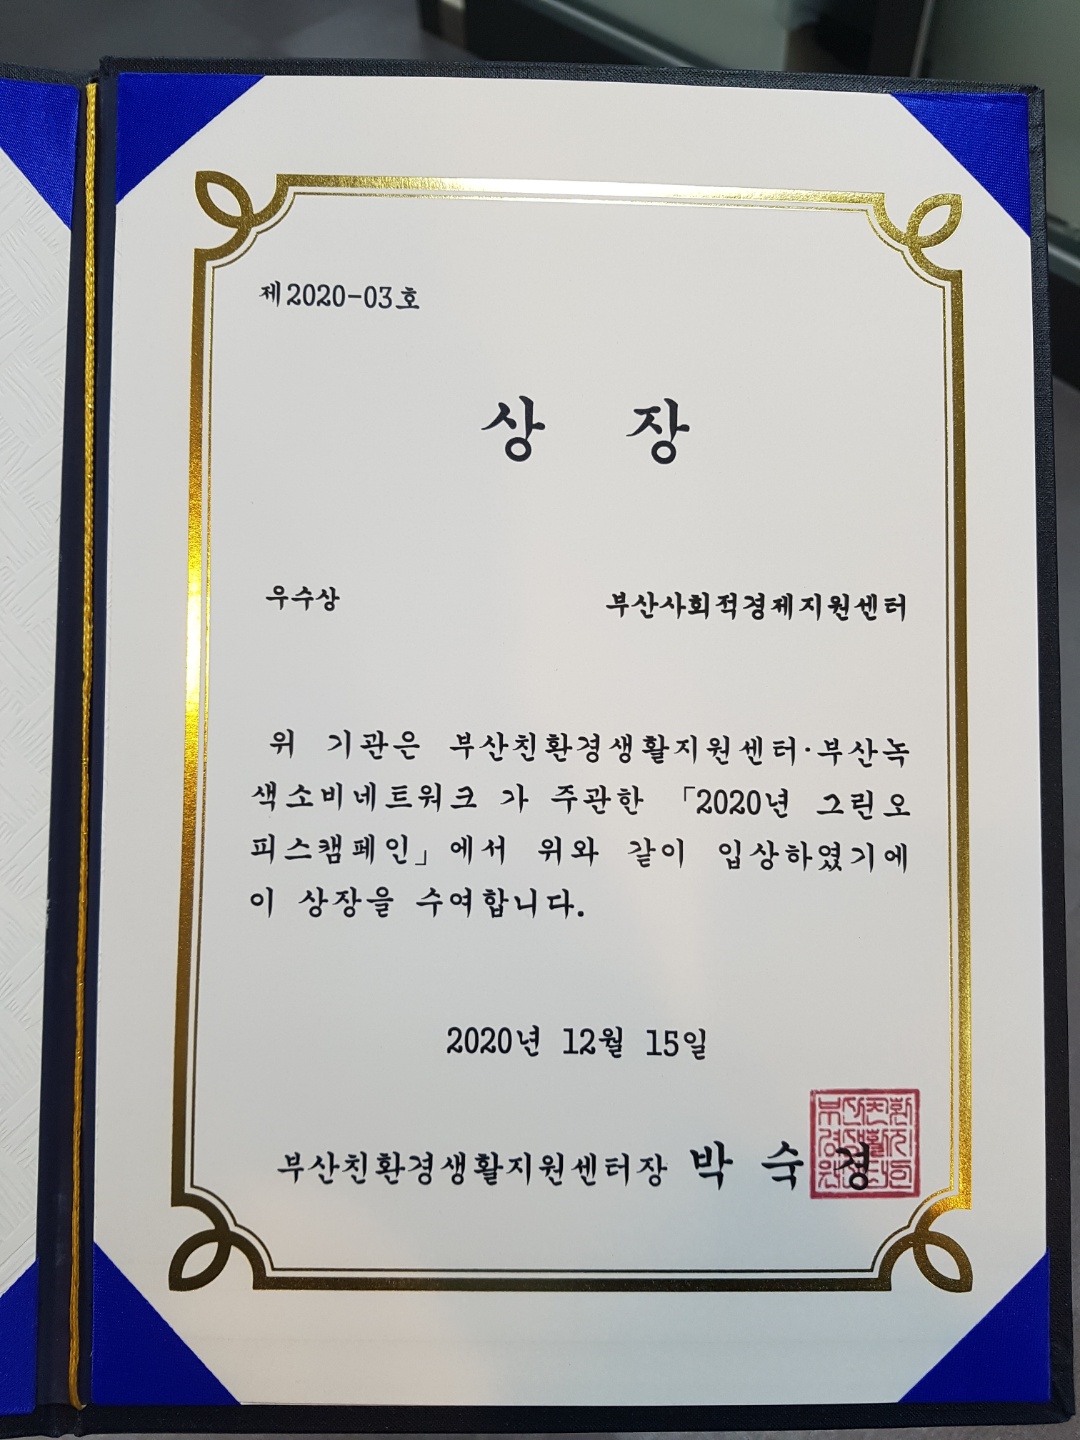 제2020-03호
상 장
우수상 부산사회적경제지원센터
위 기관은 부산친환경생활지원센터·부산녹
색소비네트워크 가 주관한 「2020년 그린오
피스캠페인」에서 위와 같이 입상하였기에
이 상장을 수여합니다.
2020년 12월 15일
부산친환경생활지원센터장 박 숙 경